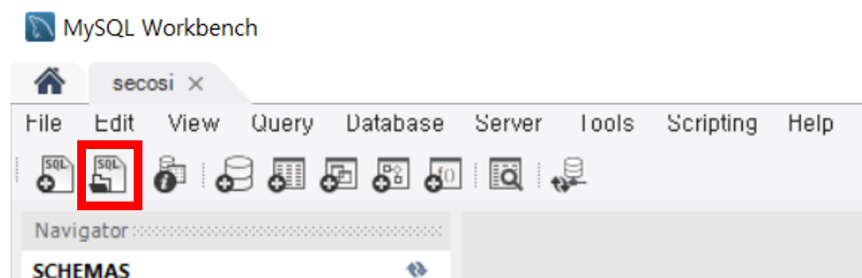 MySQL Workbench
secosi ×
File Edit View Query Database Server Tools Scripting Help
SQL SQL i f()
Navigator
SCHEMAS